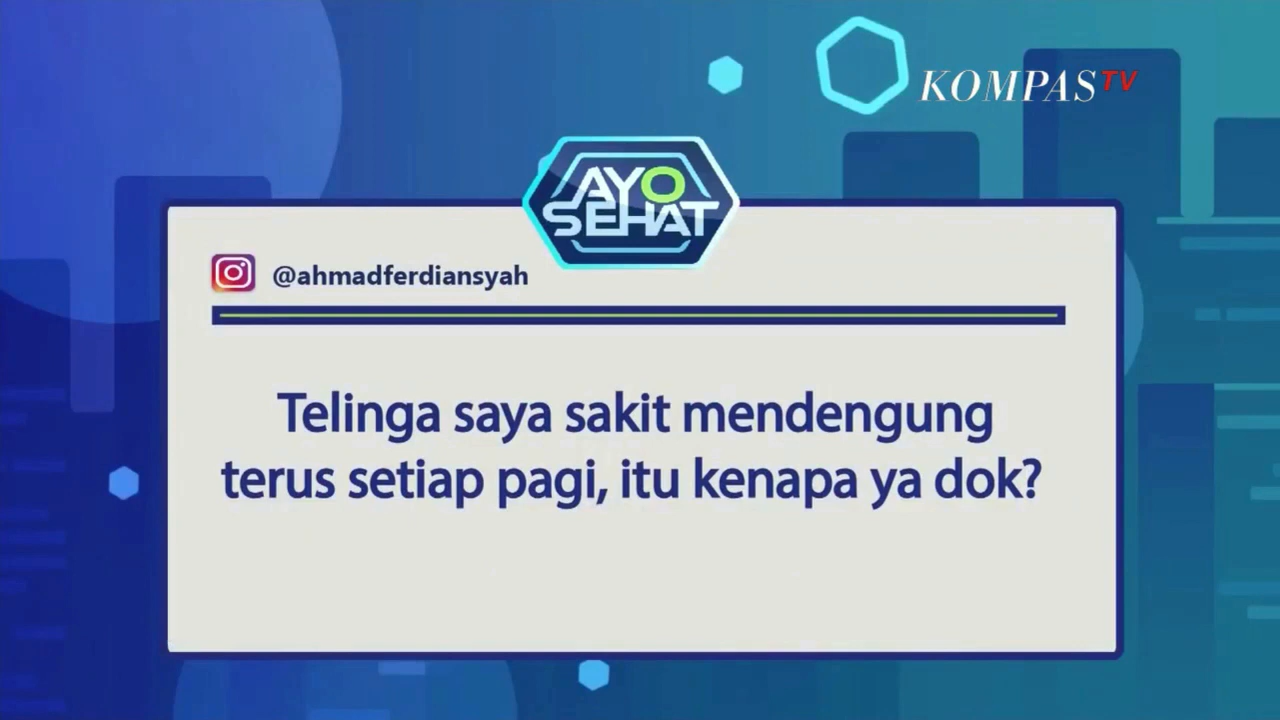 KOMPASTV
AYO
SEHAT
@ahmadferdiansyah
Telinga saya sakit mendengung
terus setiap pagi, itu kenapa ya dok?